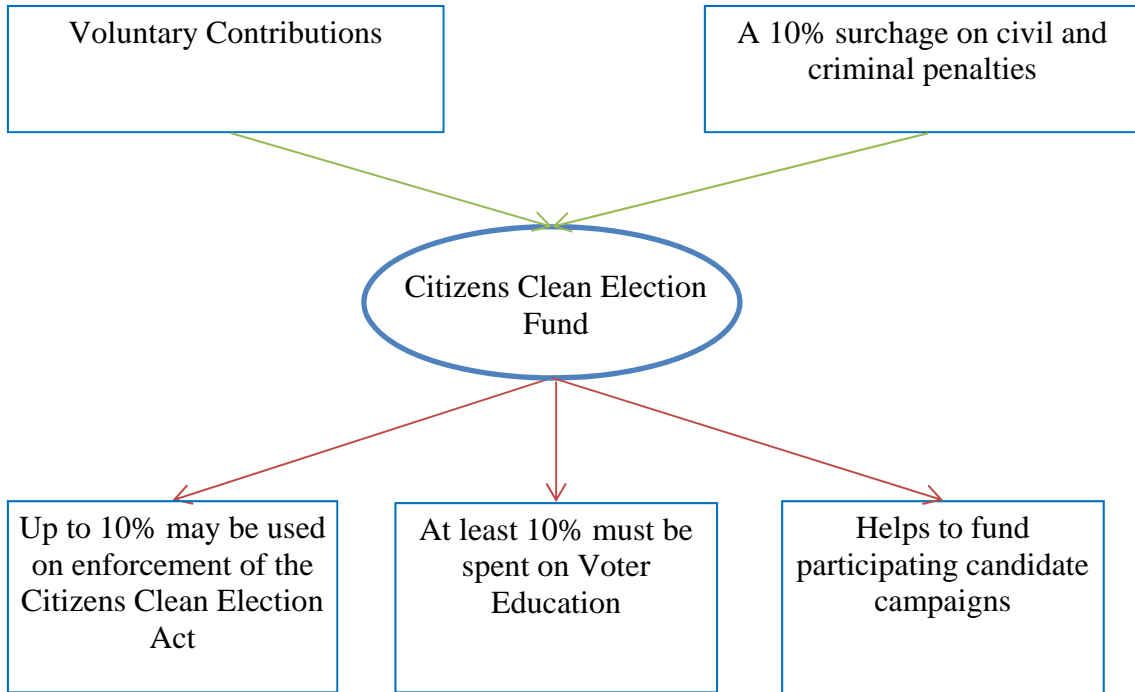 Voluntary Contributions
A 10% surchage on civil and
criminal penalties
Citizens Clean Election
Fund
Up to 10% may be used
on enforcement of the
Citizens Clean Election
Act
At least 10% must be
spent on Voter
Education
Helps to fund
participating candidate
campaigns